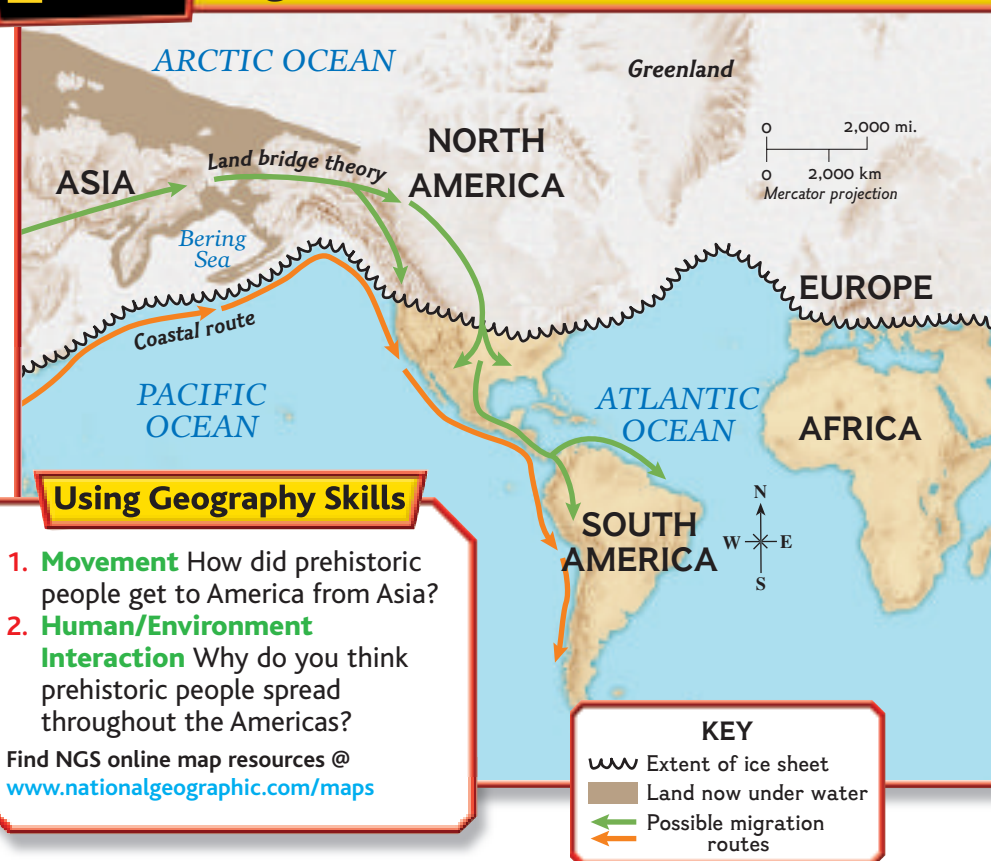 ARCTIC OCEAN
Greenland
NORTH
AMERICA
0 2,000 mi.
0 2,000 km
Mercator projection
Land bridge theory
ASIA
Bering
Sea
EUROPE
Coastal route
PACIFIC
OCEAN
ATLANTIC
OCEAN
AFRICA
SOUTH
AMERICA
N
W E
S
Using Geography Skills
1. Movement How did prehistoric
people get to America from Asia?
2. Human/Environment
Interaction Why do you think
prehistoric people spread
throughout the Americas?
Find NGS online map resources @
www.nationalgeographic.com/maps
KEY
Extent of ice sheet
Land now under water
Possible migration
routes